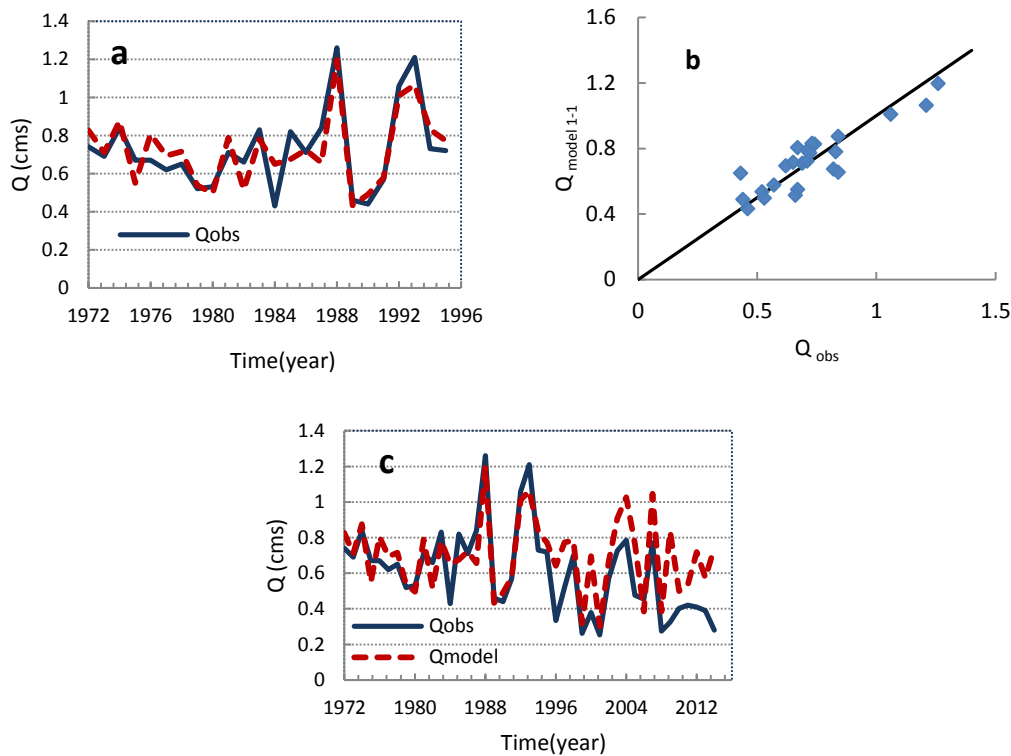 a
Q (cms)
1.4
1.2
1
0.8
0.6
0.4
0.2
0
Qobs
1972 1976 1980 1984 1988 1992 1996
Time(year)
b
Q model 1-1
1.6
1.2
0.8
0.4
0
0 0.5 1 1.5
Q obs
c
Q (cms)
1.4
1.2
1
0.8
0.6
0.4
0.2
0
Qobs
Qmodel
1972 1980 1988 1996 2004 2012
Time(year)